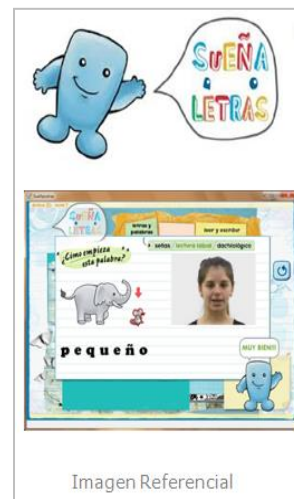 SUEÑA
LETRAS
SUEÑA
LETRAS
letras y
palabras
leer y escribir
señas lectura labial dactilológico
¿Cómo empieza
esta palabra?
pequeño
MUY BIEN!!
Imagen Referencial